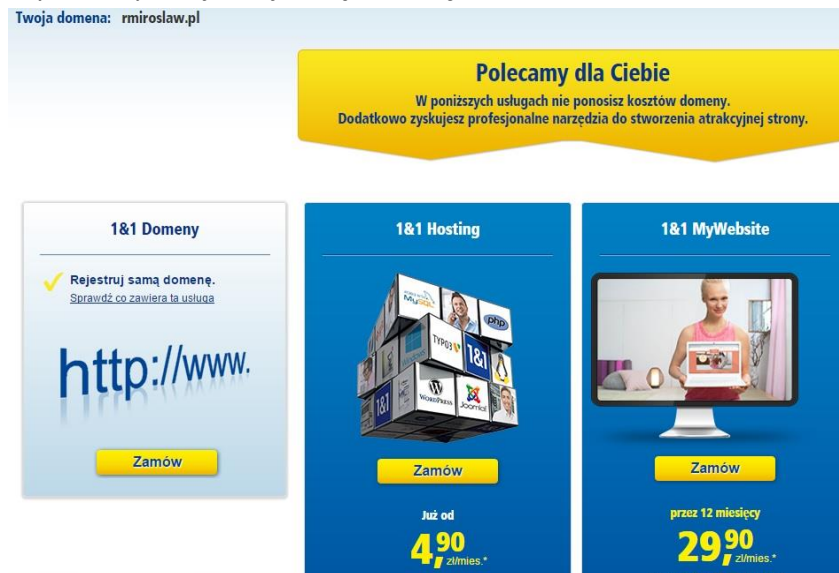 Twoja domena: rmiroslaw.pl
Polecamy dla Ciebie
W poniższych usługach nie ponosisz kosztów domeny.
Dodatkowo zyskujesz profesjonalne narzędzia do stworzenia atrakcyjnej strony.
1&1 Domeny
Rejestruj samą domenę.
Sprawdź co zawiera ta usługa
http://www.
Zamów
1&1 Hosting
MySQL
php
TYPO3
1&1
1&1
WordPress
Joomla!
Zamów
Już od
4,90
zł/mies.*
1&1 MyWebsite
Zamów
przez 12 miesięcy
29,90
zł/mies.*